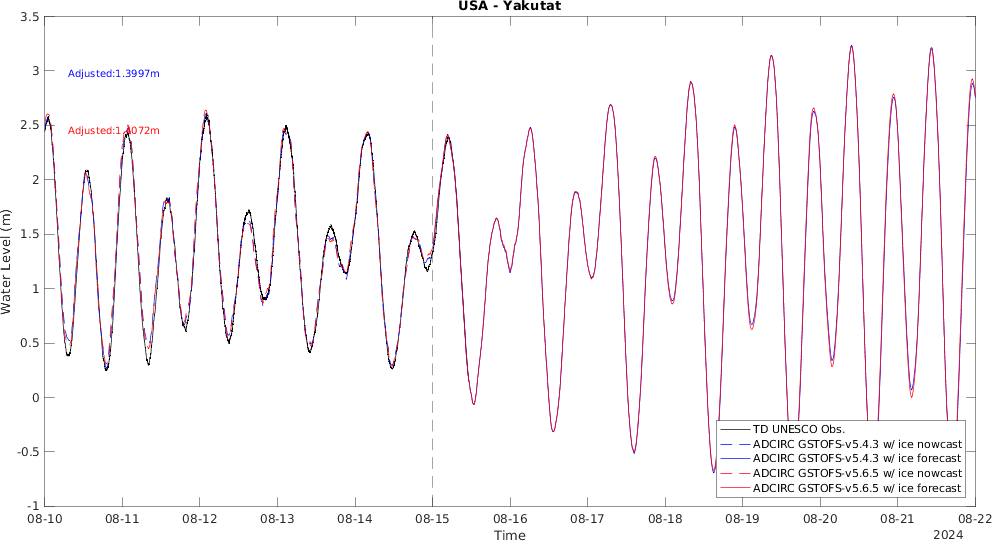 USA - Yakutat
3.5
3
2.5
2
1.5
1
0.5
0
-0.5
-1
Water Level (m)
Adjusted:1.3997m
Adjusted:1.4072m
TD UNESCO Obs.
ADCIRC GSTOFS-v5.4.3 w/ ice nowcast
ADCIRC GSTOFS-v5.4.3 w/ ice forecast
ADCIRC GSTOFS-v5.6.5 w/ ice nowcast
ADCIRC GSTOFS-v5.6.5 w/ ice forecast
08-10 08-11 08-12 08-13 08-14 08-15 08-16 08-17 08-18 08-19 08-20 08-21 08-22
Time
2024